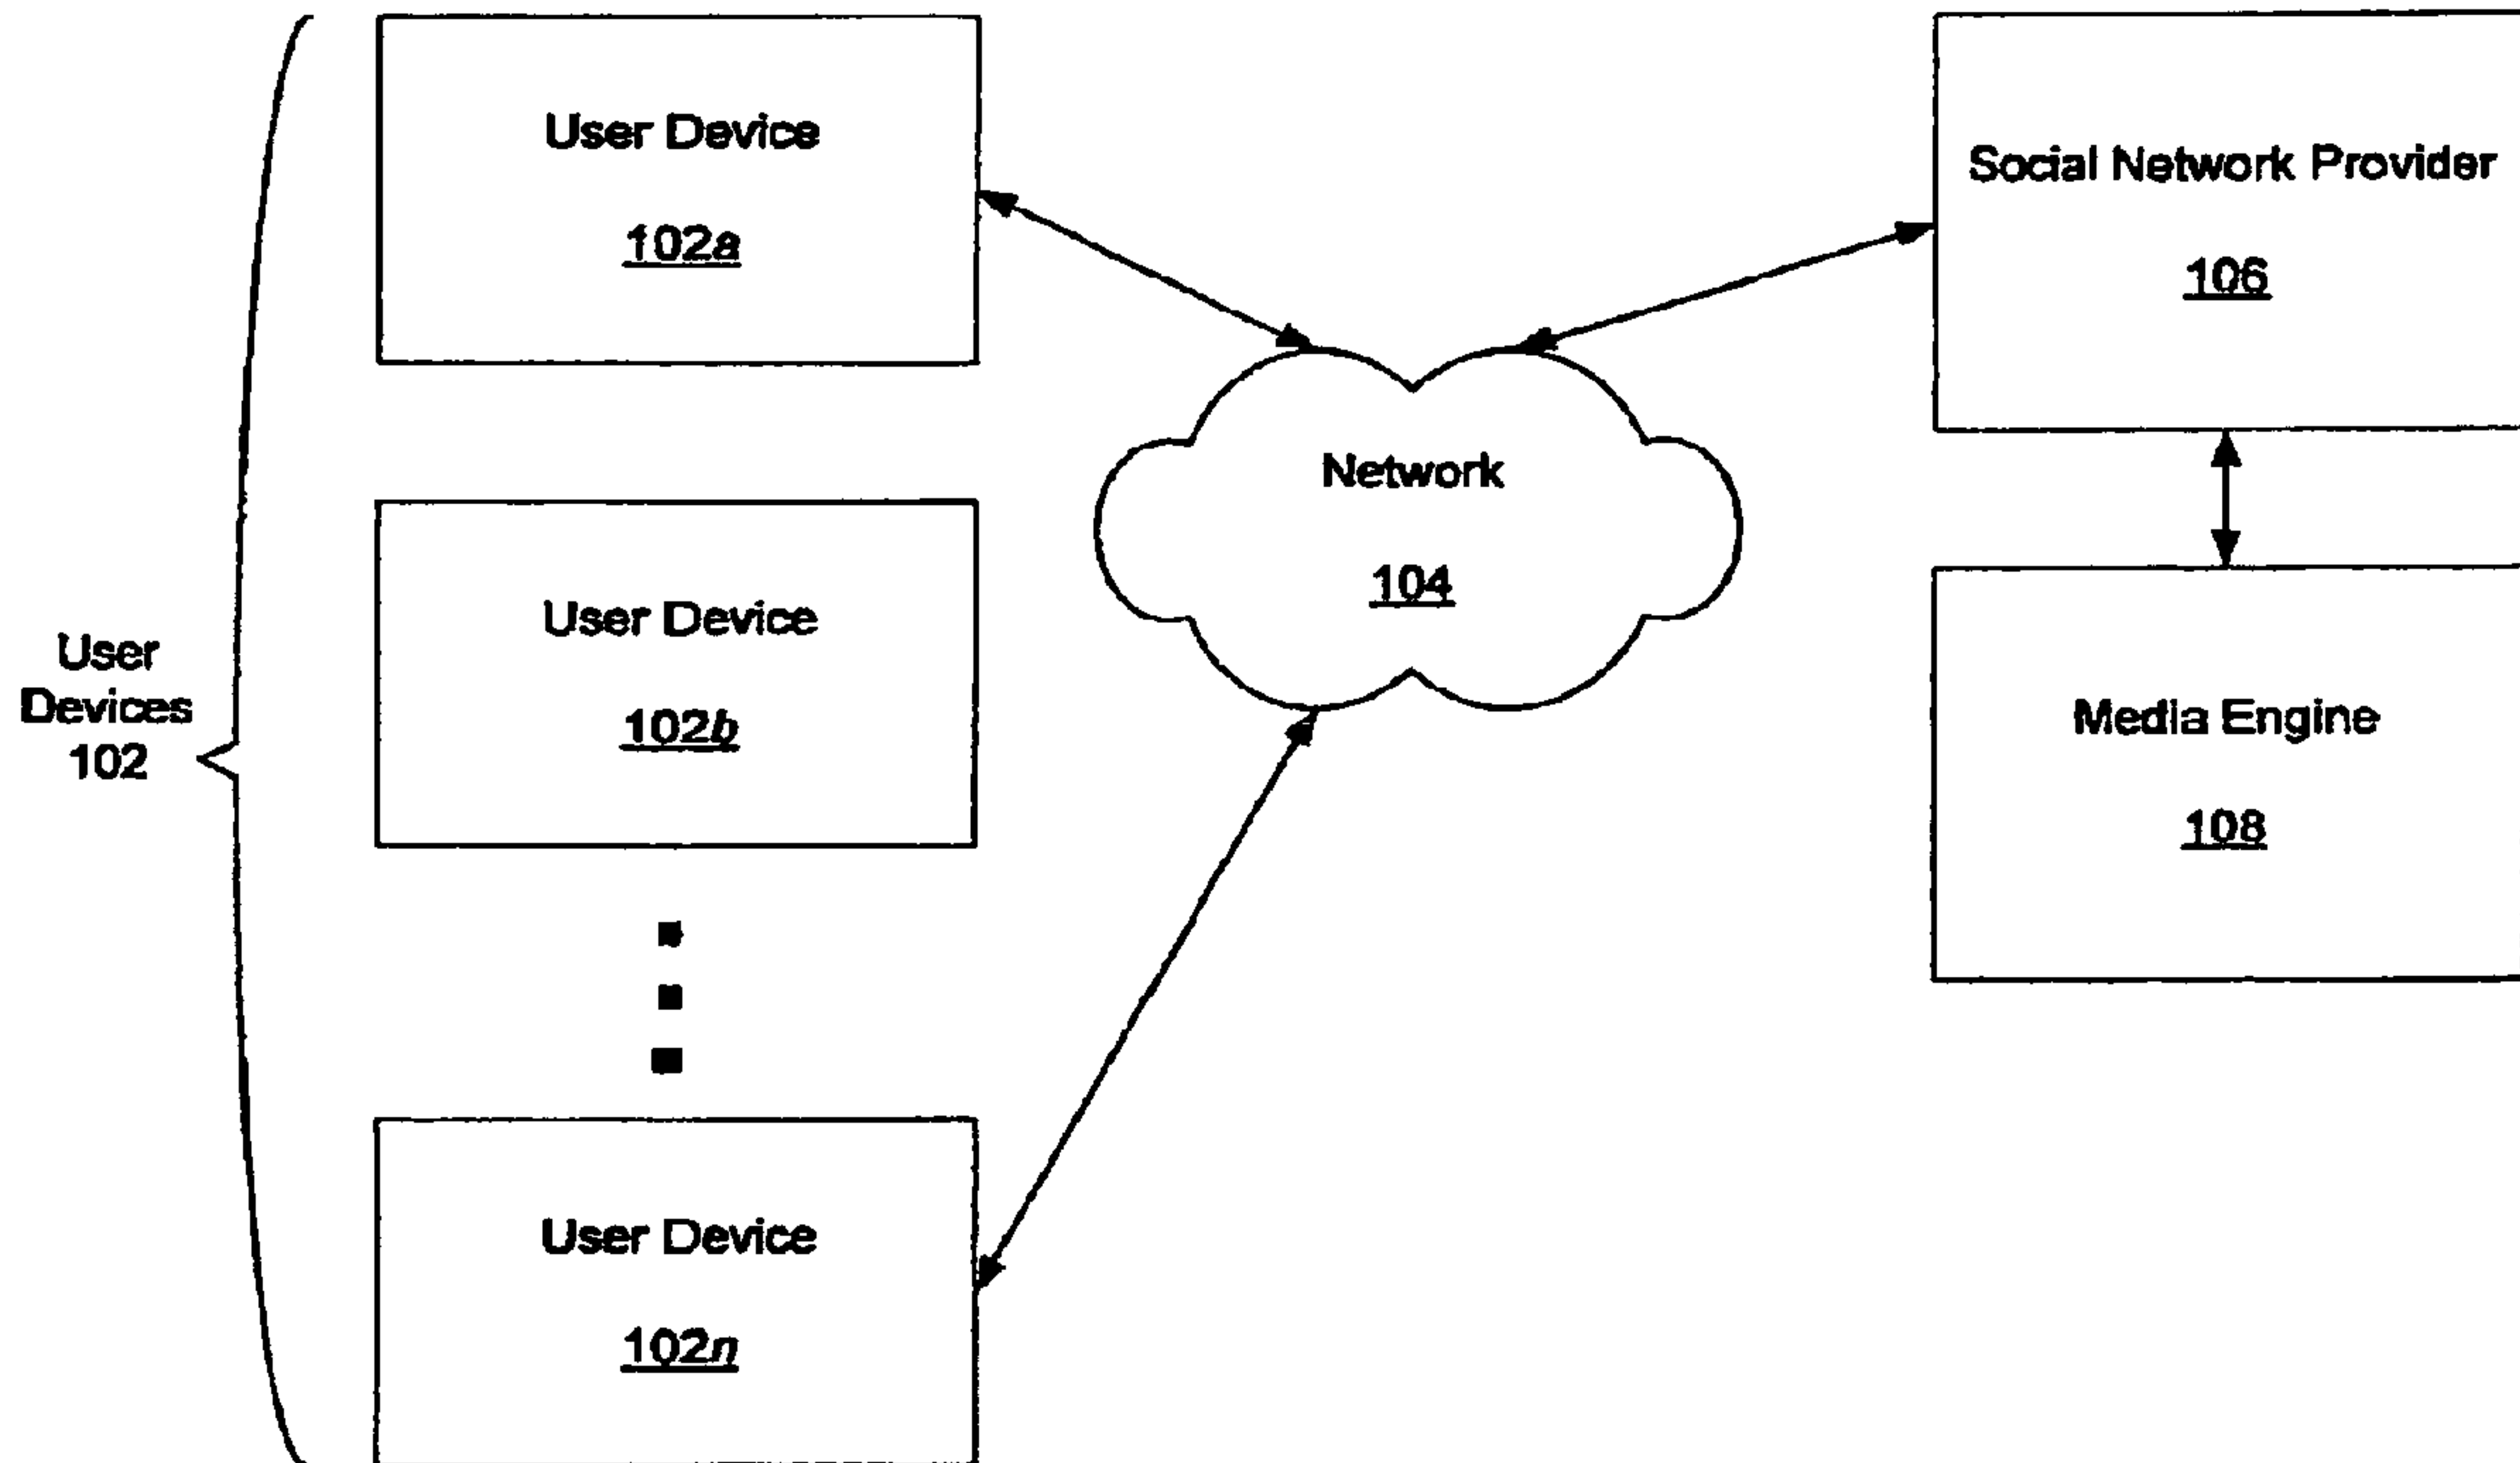 User Device
102a
Social Network Provider
106
Network
104
User Device
102b
User
Devices
102
Media Engine
108
User Device
102n